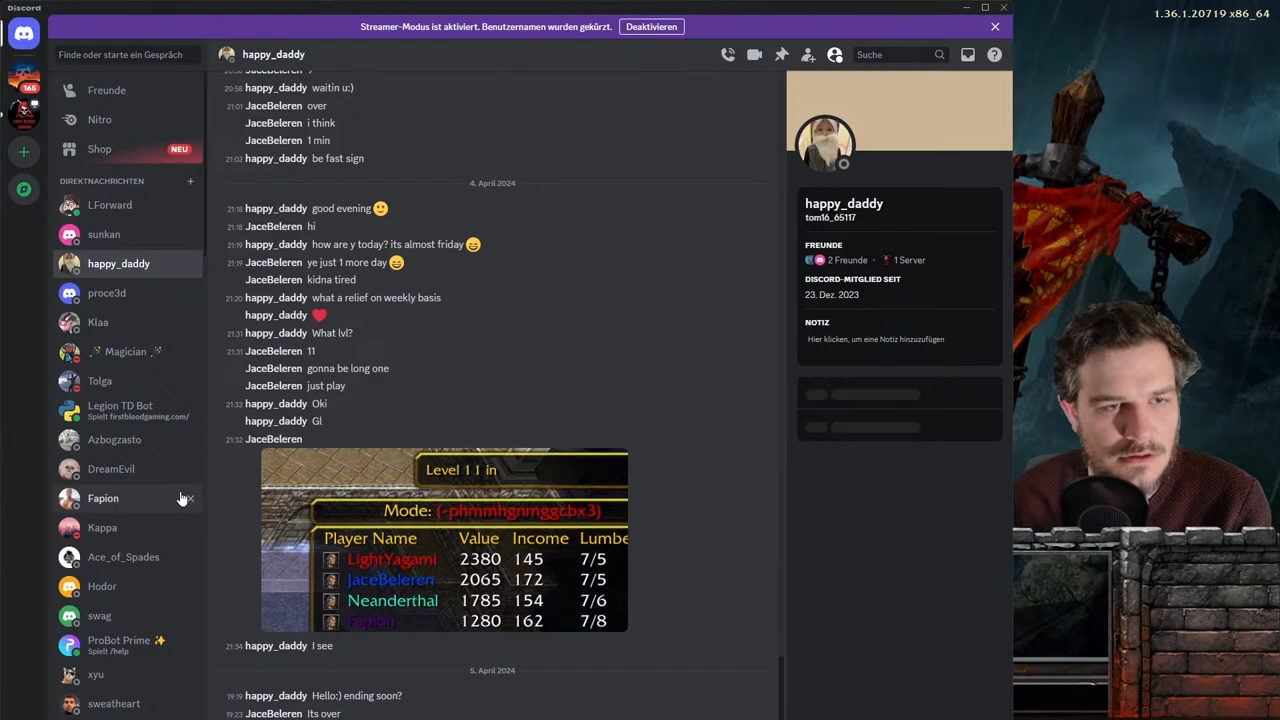 Discord
1.36.1.20719 x86_64
Streamer-Modus ist aktiviert. Benutzernamen wurden gekürzt.
Deaktivieren
Finde oder starte ein Gespräch
happy_daddy
Suche
Freunde
165
Nitro
Shop
NEU
DIREKTNACHRICHTEN
LForward
sunkan
happy_daddy
proce3d
Klaa
Magician
Tolga
Legion TD Bot
Spielt firstbloodgaming.com/
Azbogzasto
DreamEvil
Fapion
Kappa
Ace_of_Spades
Hodor
swag
ProBot Prime
Spielt /help
xyu
sweatheart
20:58 happy_daddy waitin u:)
21:01 JaceBeleren over
JaceBeleren i think
JaceBeleren 1 min
21:02 happy_daddy be fast sign
4. April 2024
21:18 happy_daddy good evening
21:18 JaceBeleren hi
21:19 happy_daddy how are y today? its almost friday
21:19 JaceBeleren ye just 1 more day
JaceBeleren kidna tired
21:20 happy_daddy what a relief on weekly basis
happy_daddy
21:31 happy_daddy What lvl?
21:31 JaceBeleren 11
JaceBeleren gonna be long one
JaceBeleren just play
21:32 happy_daddy Oki
happy_daddy Gl
21:32 JaceBeleren
Level 11 in
Mode: (-phmmhgnmggcbx3)
Player Name Value Income Lumbe
LightYagami 2380 145 7/5
JaceBeleren 2065 172 7/5
Neanderthal 1785 154 7/6
Fapion 1280 162 7/8
21:34 happy_daddy I see
5. April 2024
19:19 happy_daddy Hello:) ending soon?
19:23 JaceBeleren Its over
happy_daddy
tom16_65117
FREUNDE
2 Freunde
1 Server
DISCORD-MITGLIED SEIT
23. Dez. 2023
NOTIZ
Hier klicken, um eine Notiz hinzuzufügen